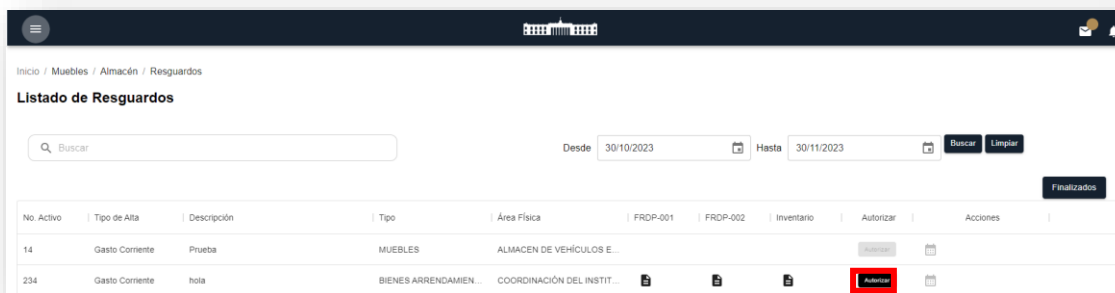 Inicio / Muebles / Almacén / Resguardos
Listado de Resguardos
Buscar Desde 30/10/2023 Hasta 30/11/2023 Buscar Limpiar
Finalizados
No. Activo Tipo de Alta Descripción Tipo Área Física FRDP-001 FRDP-002 Inventario Autorizar Acciones
14 Gasto Corriente Prueba MUEBLES ALMACEN DE VEHÍCULOS E... Autorizar
234 Gasto Corriente hola BIENES ARRENDAMIEN... COORDINACIÓN DEL INSTIT... Autorizar